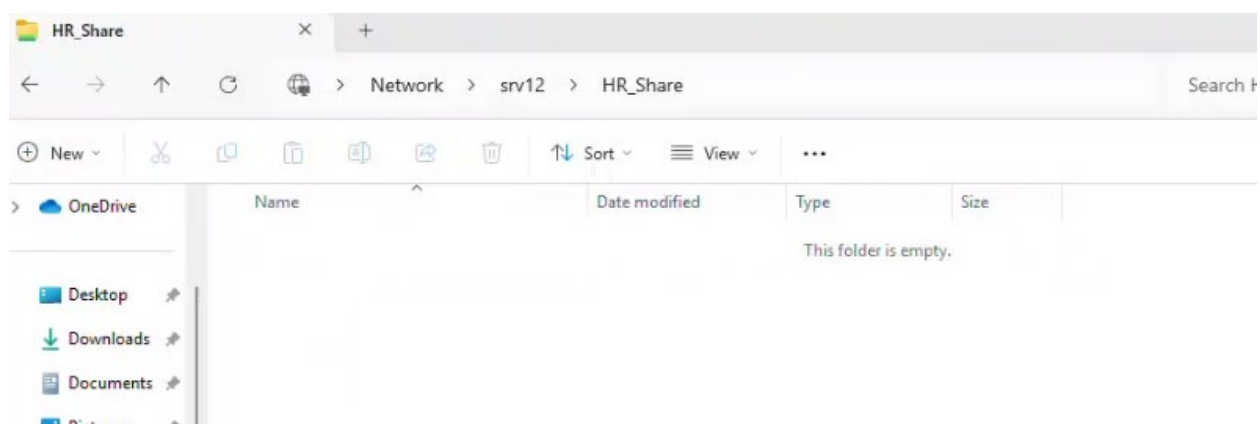 HR_Share
Network > srv12 > HR_Share Search
New Sort View ...
OneDrive
Name Date modified Type Size
This folder is empty.
Desktop
Downloads
Documents